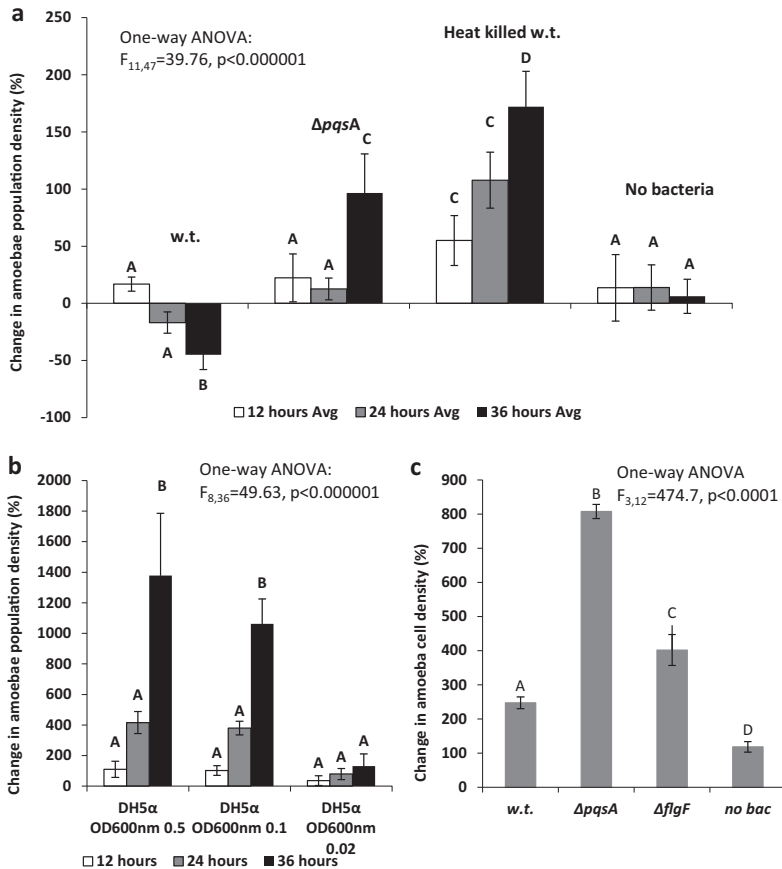 a
One-way ANOVA:
F11,47=39.76, p<0.000001
Heat killed w.t.
ΔpqsA
No bacteria
w.t.
Change in amoebae population density (%)
250
200
150
100
50
0
-50
-100
A
A
B
A
A
C
C
C
D
A
A
A
12 hours Avg 24 hours Avg 36 hours Avg
b
One-way ANOVA:
F8,36=49.63, p<0.000001
Change in amoebae population density (%)
2000
1800
1600
1400
1200
1000
800
600
400
200
0
A
A
B
A
A
B
A
A
A
DH5α
OD600nm 0.5
DH5α
OD600nm 0.1
DH5α
OD600nm
0.02
12 hours 24 hours 36 hours
c
One-way ANOVA
F3,12=474.7, p<0.0001
Change in amoeba cell density (%)
900
800
700
600
500
400
300
200
100
0
A
B
C
D
w.t. ΔpqsA ΔflgF no bac